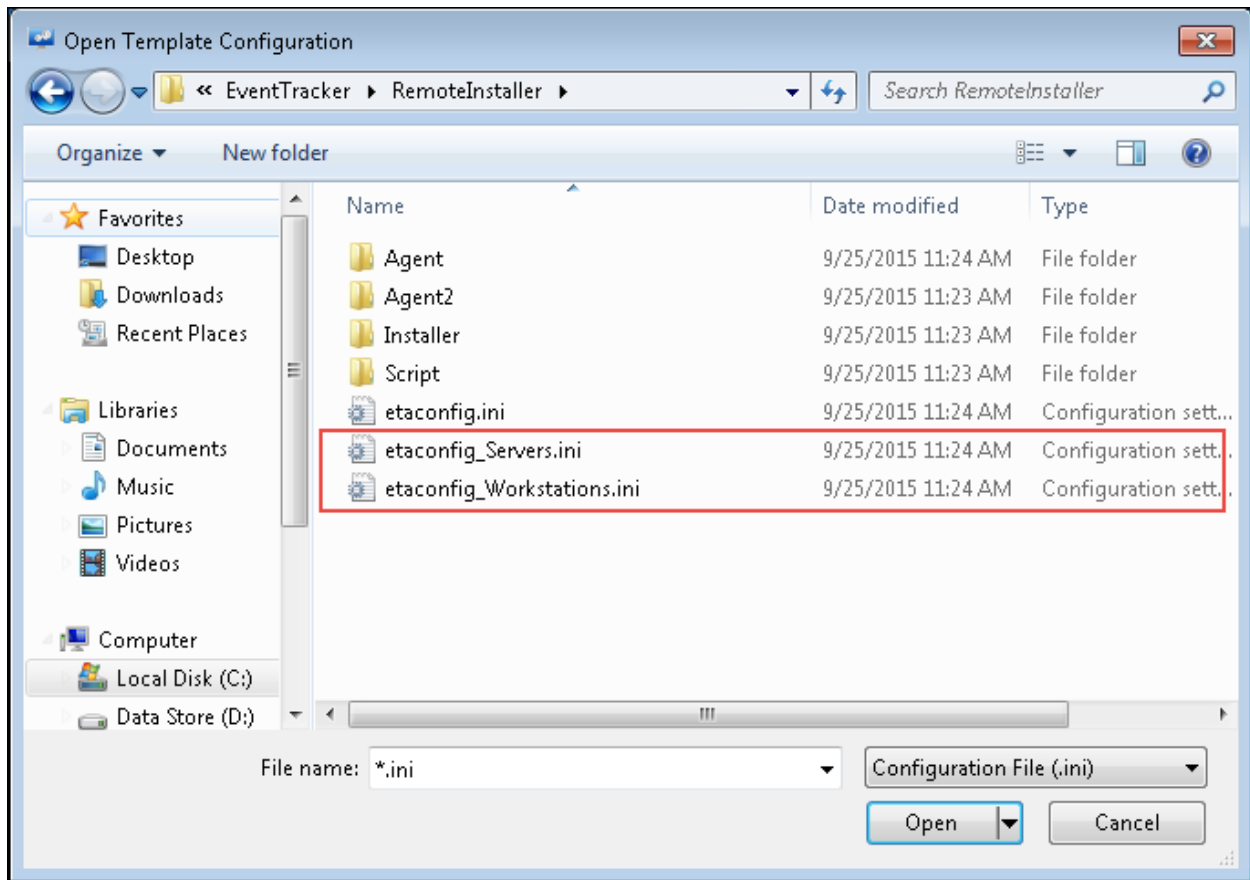 Open Template Configuration
« EventTracker ▸ RemoteInstaller ▸ Search RemoteInstaller
Organize New folder
Name Date modified Type
Favorites
Desktop
Downloads
Recent Places
Libraries
Documents
Music
Pictures
Videos
Computer
Local Disk (C:)
Data Store (D:)
Agent 9/25/2015 11:24 AM File folder
Agent2 9/25/2015 11:23 AM File folder
Installer 9/25/2015 11:23 AM File folder
Script 9/25/2015 11:23 AM File folder
etaconfig.ini 9/25/2015 11:24 AM Configuration sett...
etaconfig_Servers.ini 9/25/2015 11:24 AM Configuration sett...
etaconfig_Workstations.ini 9/25/2015 11:24 AM Configuration sett...
File name: *.ini Configuration File (.ini)
Open Cancel